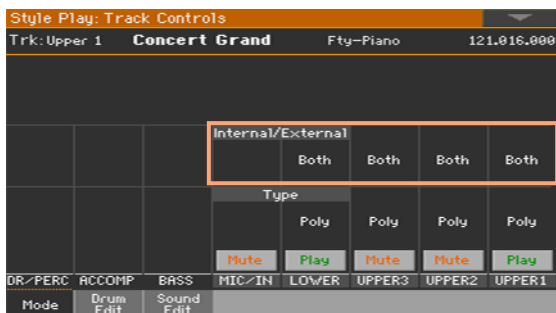 Style Play: Track Controls
Trk: Upper 1 Concert Grand Fty-Piano 121.016.000
Internal/External
Both Both Both Both
Type
Poly Poly Poly Poly
Mute Play Mute Mute Play
DR/PERC ACCOMP BASS MIC/IN LOWER UPPER3 UPPER2 UPPER1
Mode Drum Edit Sound Edit